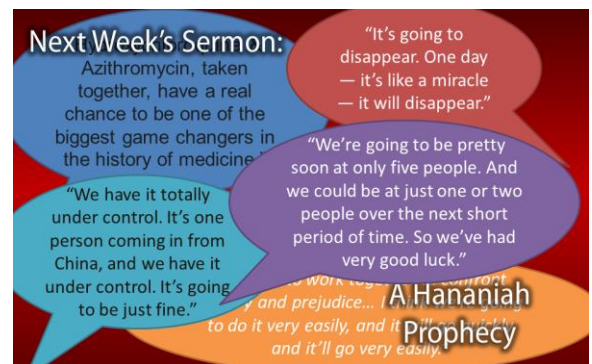 Next Week's Sermon:
Azithromycin, taken
together, have a real
chance to be one of the
biggest game changers in
the history of medicine
“It's going to
disappear. One day
— it's like a miracle
— it will disappear.”
“We're going to be pretty
soon at only five people. And
we could be at just one or two
people over the next short
period of time. So we've had
very good luck.”
“We have it totally
under control. It's one
person coming in from
China, and we have it
under control. It's going
to be just fine.”
to work
and prejudice...
to do it very easily, and
and it'll go very easily.
A Hananiah
Prophecy